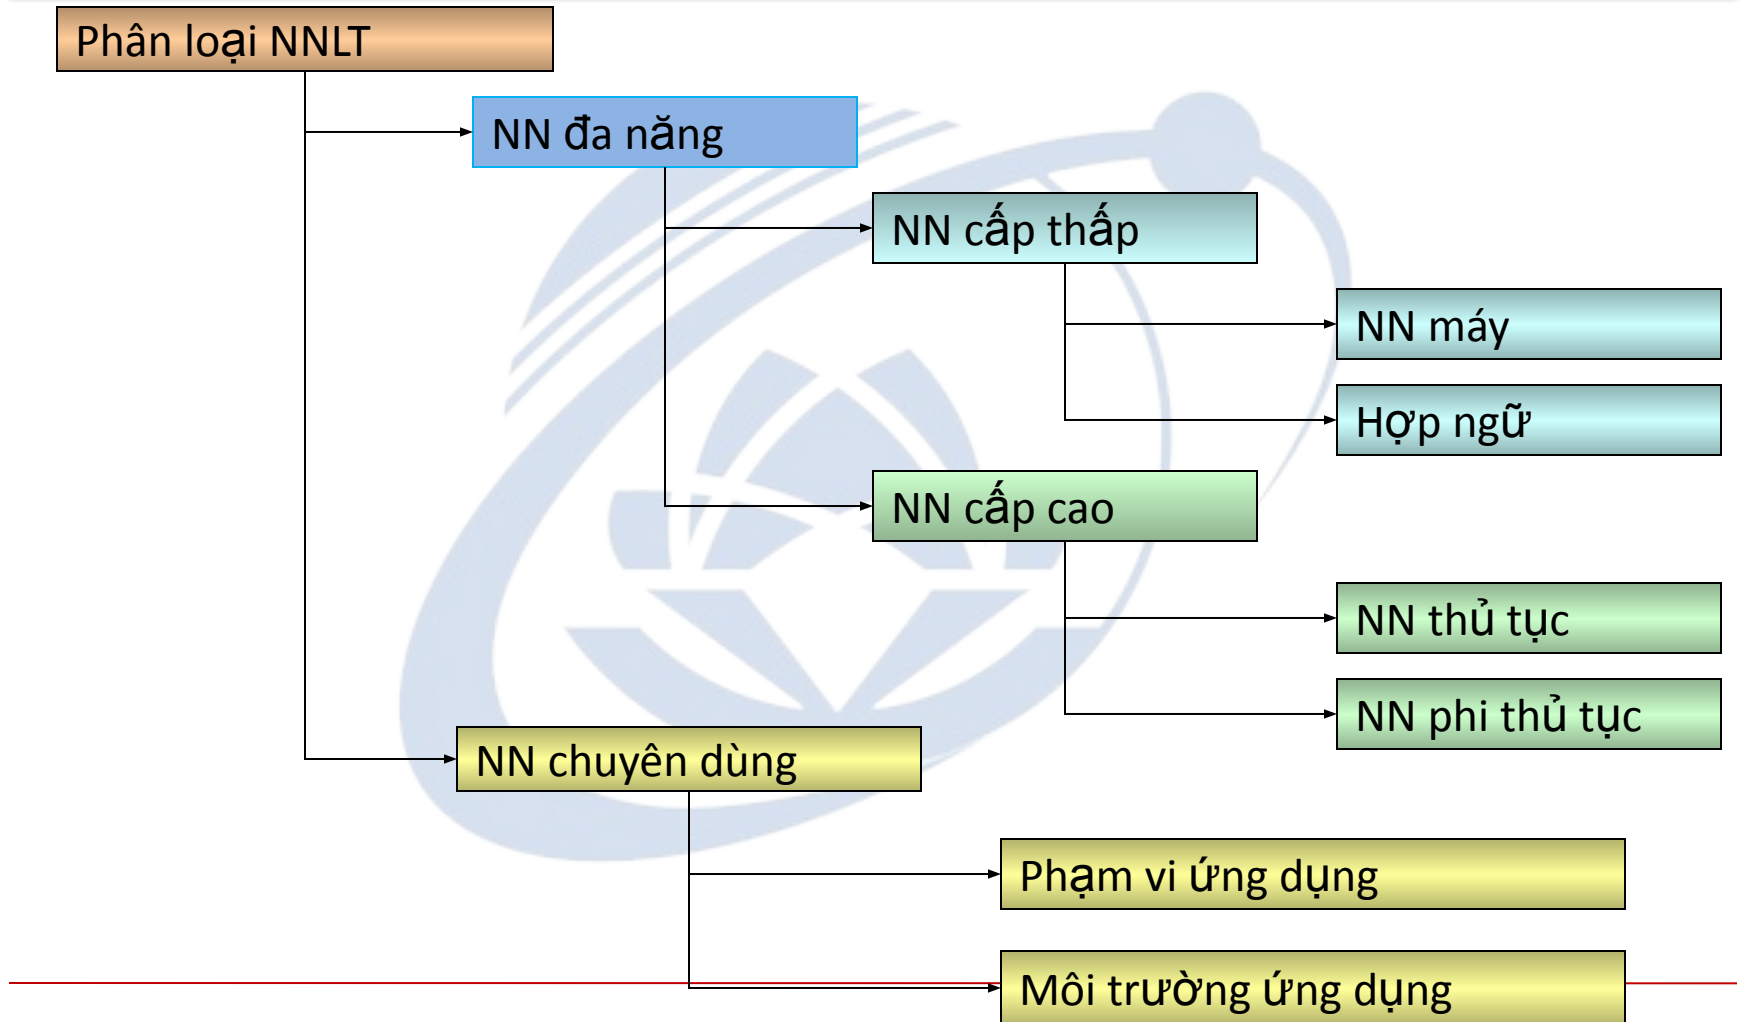 Phân loại NNLT
NN đa năng
NN cấp thấp
NN máy
Hợp ngữ
NN cấp cao
NN thủ tục
NN phi thủ tục
NN chuyên dùng
Phạm vi ứng dụng
Môi trường ứng dụng